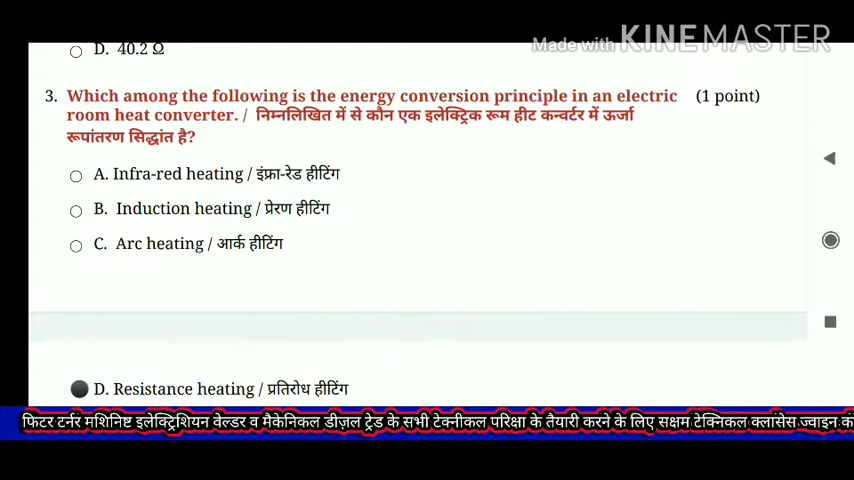 Made with KINEMASTER
D. 40.2 Ω
3. Which among the following is the energy conversion principle in an electric (1 point)
room heat converter. / निम्नलिखित में से कौन एक इलेक्ट्रिक रूम हीट कन्वर्टर में ऊर्जा
रूपांतरण सिद्धांत है?
A. Infra-red heating / इंफ्रा-रेड हीटिंग
B. Induction heating / प्रेरण हीटिंग
C. Arc heating / आर्क हीटिंग
D. Resistance heating / प्रतिरोध हीटिंग
फिटर टर्नर मशिनिष्ट इलेक्ट्रिशियन वेल्डर व मैकेनिकल डीज़ल ट्रेड के सभी टेक्नीकल परिक्षा के तैयारी करने के लिए सक्षम टेक्निकल क्लासेस ज्वाइन कं